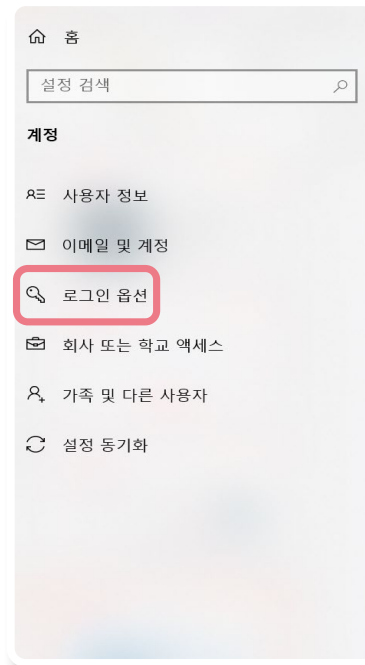 홈
설정 검색
계정
사용자 정보
이메일 및 계정
로그인 옵션
회사 또는 학교 액세스
가족 및 다른 사용자
설정 동기화